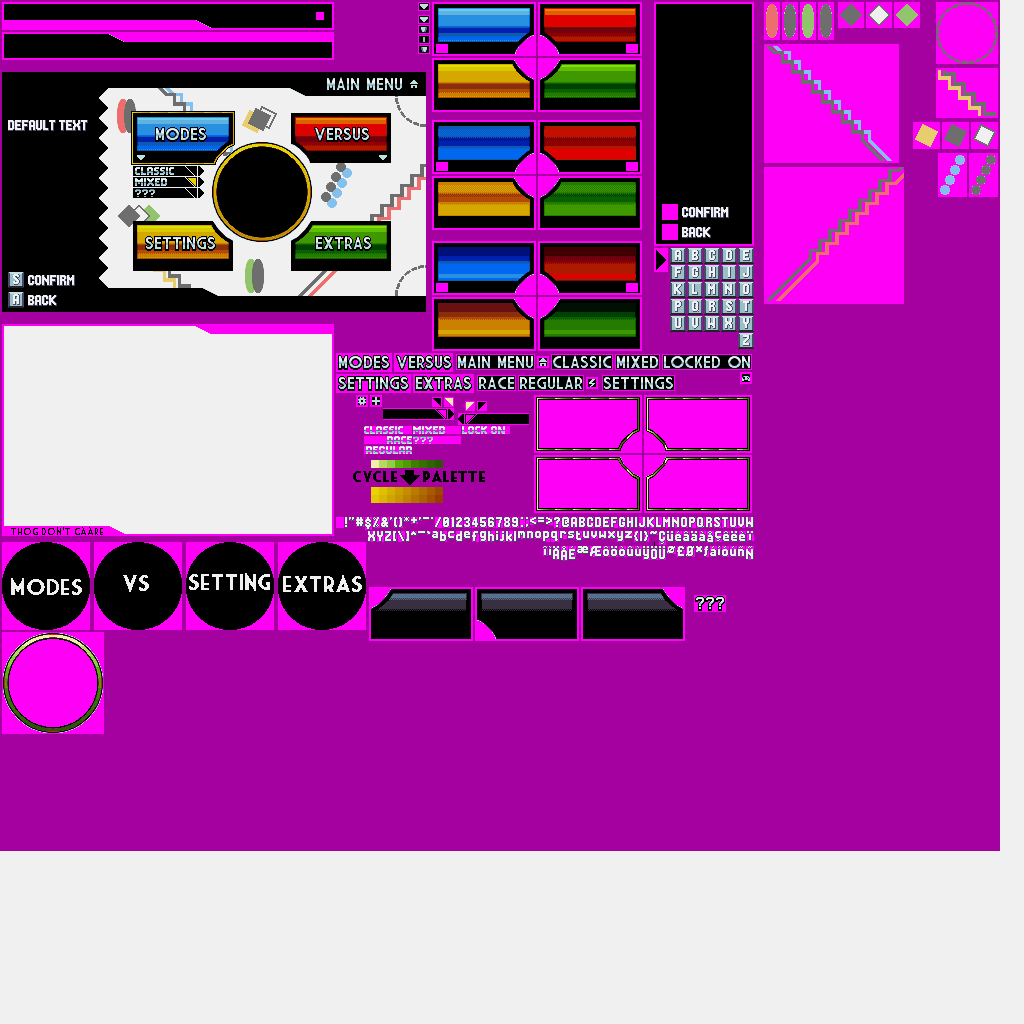 MAIN MENU
DEFAULT TEXT
MODES
VERSUS
CLASSIC
MIXED
???
SETTINGS
EXTRAS
S CONFIRM
A BACK
CONFIRM
BACK
A B C D E
F G H I J
K L M N O
P Q R S T
U V W X Y
Z
MODES VERSUS MAIN MENU CLASSIC MIXED LOCKED ON
SETTINGS EXTRAS RACE REGULAR SETTINGS
CLASSIC MIXED LOCK ON
RACE ???
REGULAR
CYCLE PALETTE
!"#$%&'()*+'-'/0123456789:;<=>?@ABCDEFGHIJKLMNOPQRSTUVW
XYZ[\]^-'abcdefghijklmnopqrstuvwxyz{|}~
THOG DON'T CAARE
MODES
VS
SETTING
EXTRAS
???